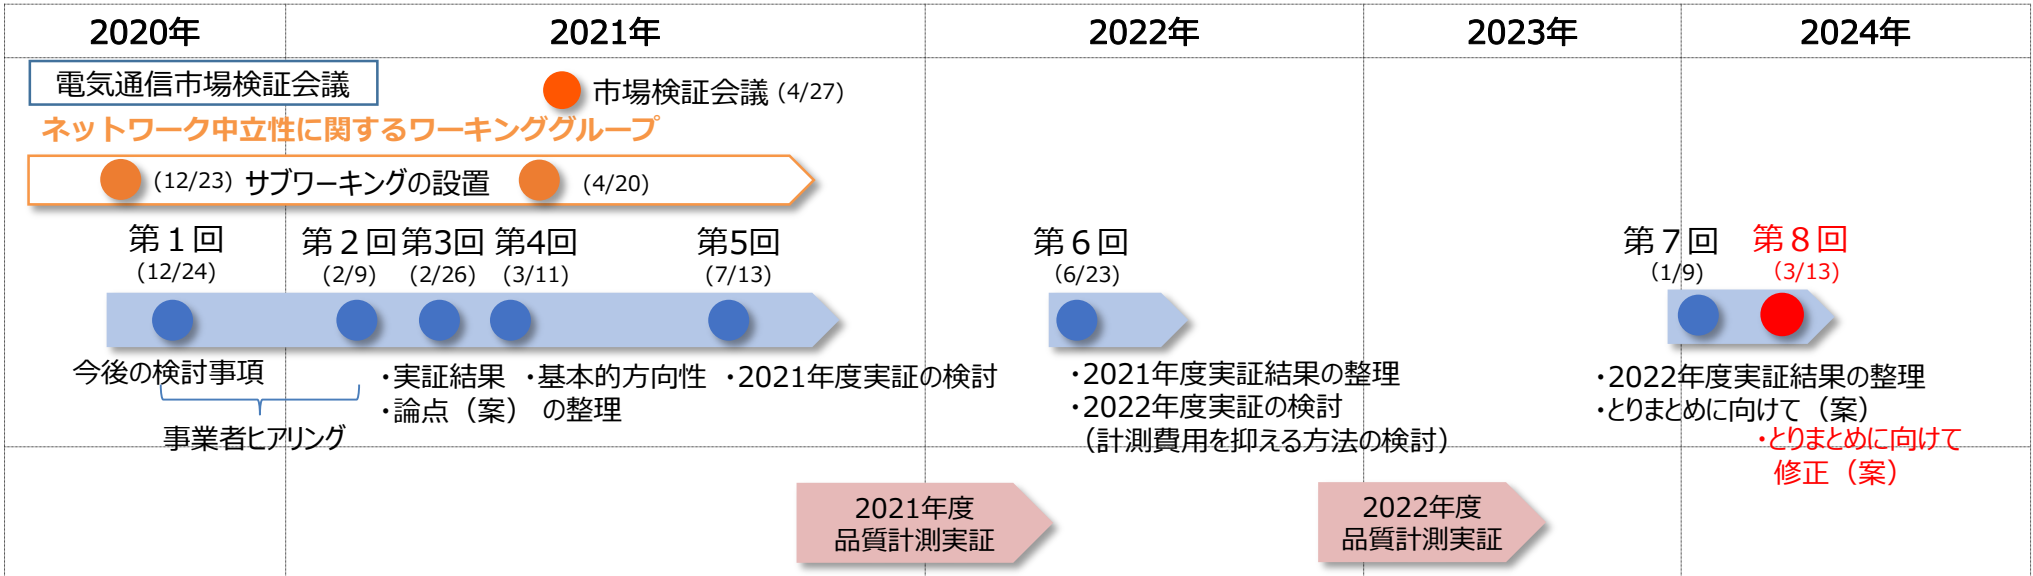 2020年
2021年
2022年
2023年
2024年
電気通信市場検証会議
市場検証会議 (4/27)
ネットワーク中立性に関するワーキンググループ
(12/23) サブワーキングの設置
(4/20)
第１回
(12/24)
第２回
(2/9)
第3回
(2/26)
第4回
(3/11)
第5回
(7/13)
第６回
(6/23)
第７回
(1/9)
第８回
(3/13)
今後の検討事項
事業者ヒアリング
・実証結果
・論点（案）
・基本的方向性
の整理
・2021年度実証の検討
・2021年度実証結果の整理
・2022年度実証の検討
（計測費用を抑える方法の検討）
・2022年度実証結果の整理
・とりまとめに向けて（案）
・とりまとめに向けて
修正（案）
2021年度
品質計測実証
2022年度
品質計測実証